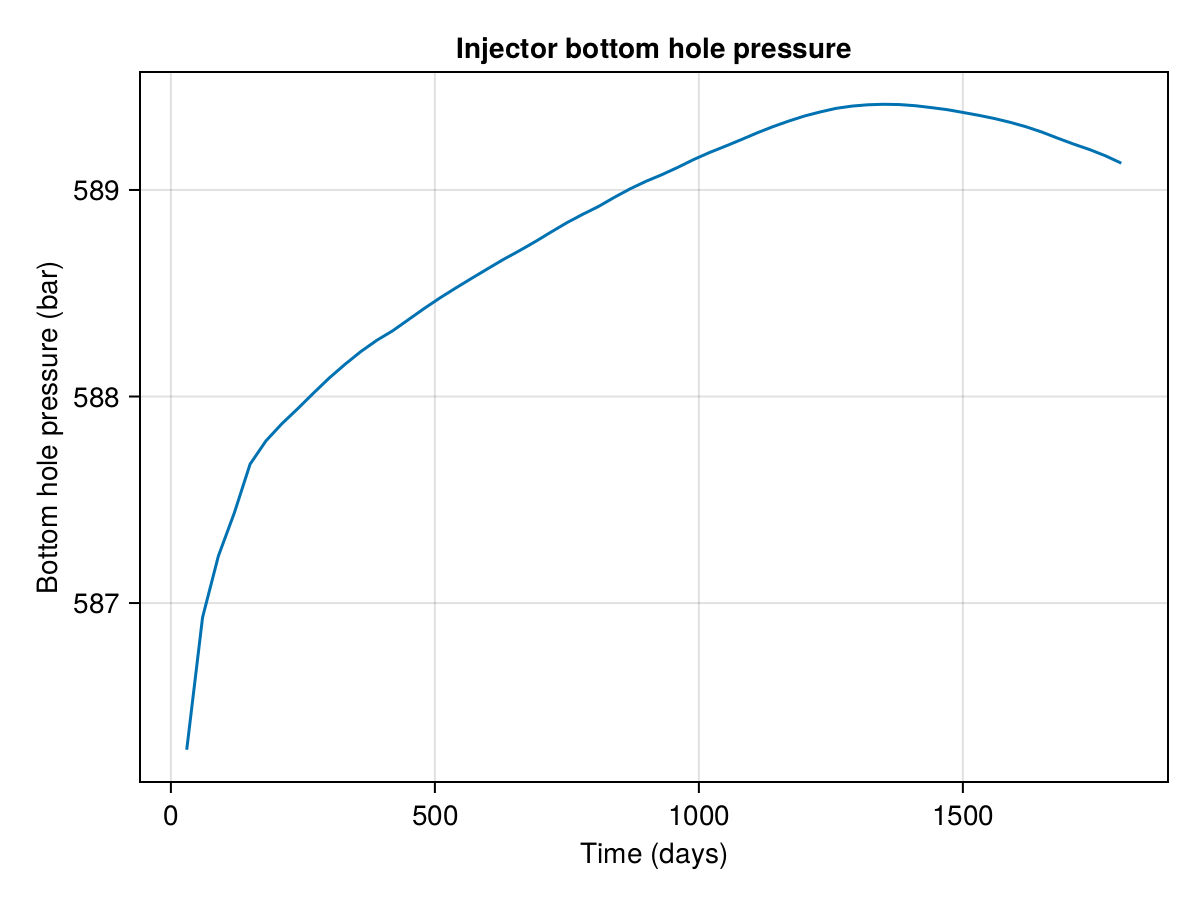 Injector bottom hole pressure
Bottom hole pressure (bar)
589
588
587
0 500 1000 1500
Time (days)